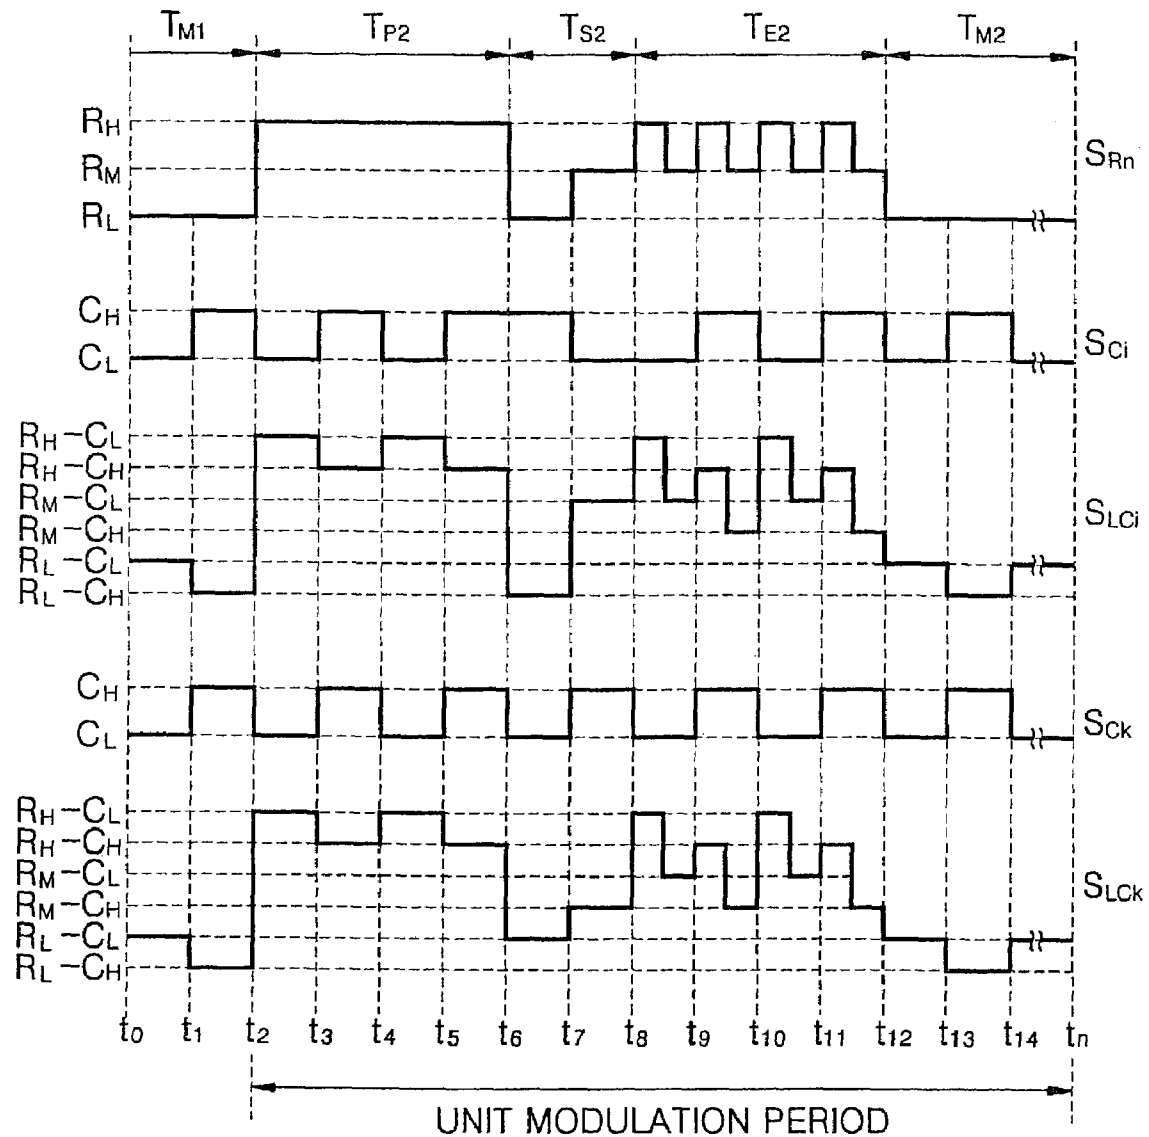 TM1 TP2 TS2 TE2 TM2
RH
RM
RL
SRn
CH
CL
SCi
RH-CL
RH-CH
RM-CL
RM-CH
RL-CL
RL-CH
SLCi
CH
CL
SCk
RH-CL
RH-CH
RM-CL
RM-CH
RL-CL
RL-CH
SLCk
t0 t1 t2 t3 t4 t5 t6 t7 t8 t9 t10 t11 t12 t13 t14 tn
UNIT MODULATION PERIOD